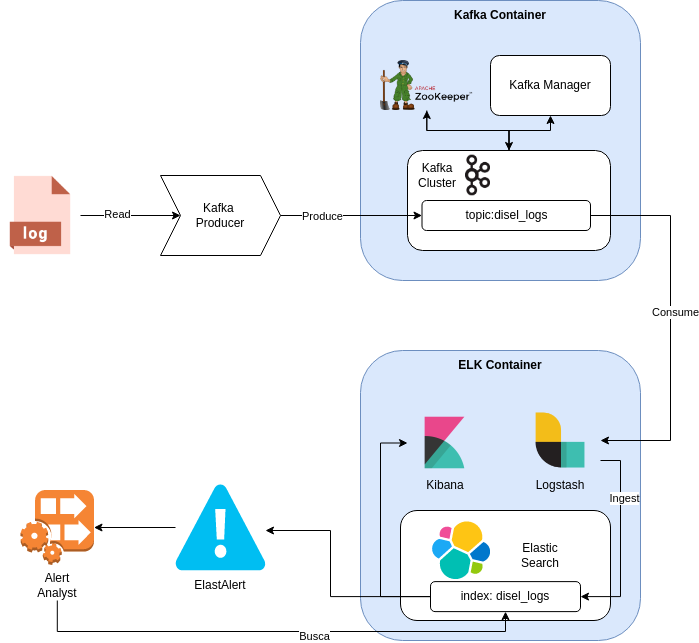 Kafka Container
APACHE
ZooKeeper™
Kafka Manager
Kafka
Cluster
log
Read
Kafka
Producer
Produce
topic:disel_logs
Consume
ELK Container
Kibana
Logstash
Ingest
Elastic
Search
index: disel_logs
ElastAlert
Alert
Analyst
Busca